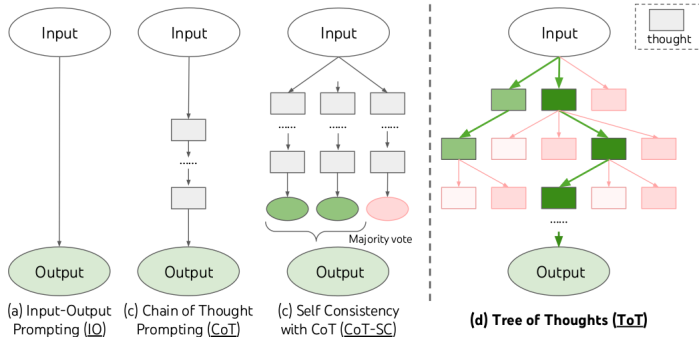 Input
Input
Input
Input
thought
......
......
......
......
......
Majority vote
Output
Output
Output
Output
(a) Input-Output
Prompting (IO)
(c) Chain of Thought
Prompting (CoT)
(c) Self Consistency
with CoT (CoT-SC)
(d) Tree of Thoughts (ToT)